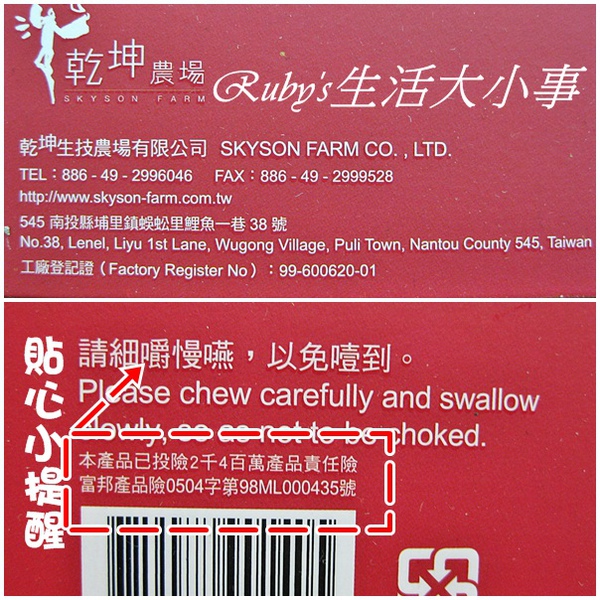 乾坤農場
SKYSON FARM
Ruby's生活大小事
乾坤生技農場有限公司 SKYSON FARM CO. , LTD.
TEL：886 - 49 - 2996046 FAX：886 - 49 - 2999528
http://www.skyson-farm.com.tw
545 南投縣埔里鎮蜈蚣里鯉魚一巷 38 號
No.38, Lenel, Liyu 1st Lane, Wugong Village, Puli Town, Nantou County 545, Taiwan
工廠登記證（Factory Register No）：99-600620-01
請細嚼慢嚥，以免噎到。
Please chew carefully and swallow
slowly, so as not to be choked.
貼心小提醒
本產品已投險2千4百萬產品責任險
富邦產品險0504字第98ML000435號